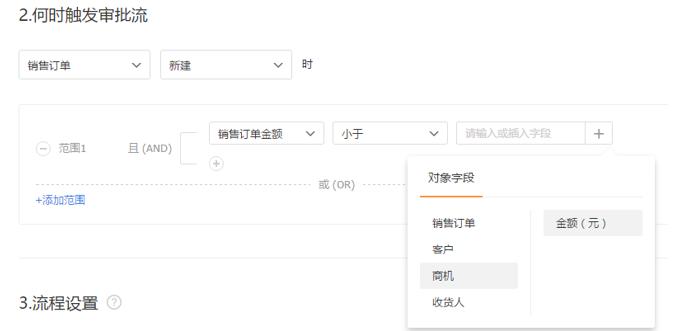 2.何时触发审批流
销售订单 新建 时
销售订单金额 小于 请输入或插入字段
范围1 且 (AND)
对象字段
或 (OR)
+添加范围
销售订单 金额（元）
客户
商机
收货人
3.流程设置 ?